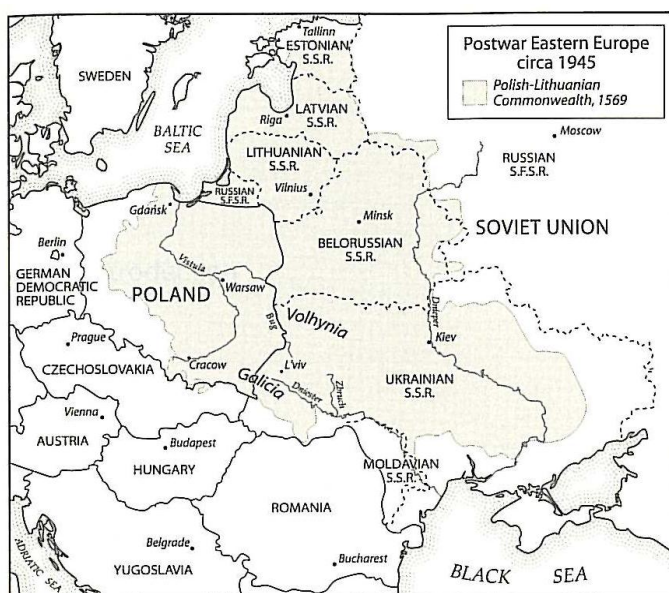 Postwar Eastern Europe
circa 1945
Polish-Lithuanian
Commonwealth, 1569
Tallinn
ESTONIAN
S.S.R.
SWEDEN
BALTIC
SEA
Riga
LATVIAN
S.S.R.
Moscow
RUSSIAN
S.F.S.R.
LITHUANIAN
S.S.R.
Vilnius
RUSSIAN
S.F.S.R.
Gdańsk
Minsk
BELORUSSIAN
S.S.R.
SOVIET UNION
Berlin
GERMAN
DEMOCRATIC
REPUBLIC
Vistula
POLAND
Warsaw
Bug
Volhynia
Dnieper
Kiev
Prague
CZECHOSLOVAKIA
Cracow
L'viv
Galicia
Dniester
Zbruch
UKRAINIAN
S.S.R.
Vienna
AUSTRIA
Budapest
HUNGARY
MOLDAVIAN
S.S.R.
ROMANIA
Belgrade
YUGOSLAVIA
Bucharest
ADRIATIC SEA
BLACK SEA